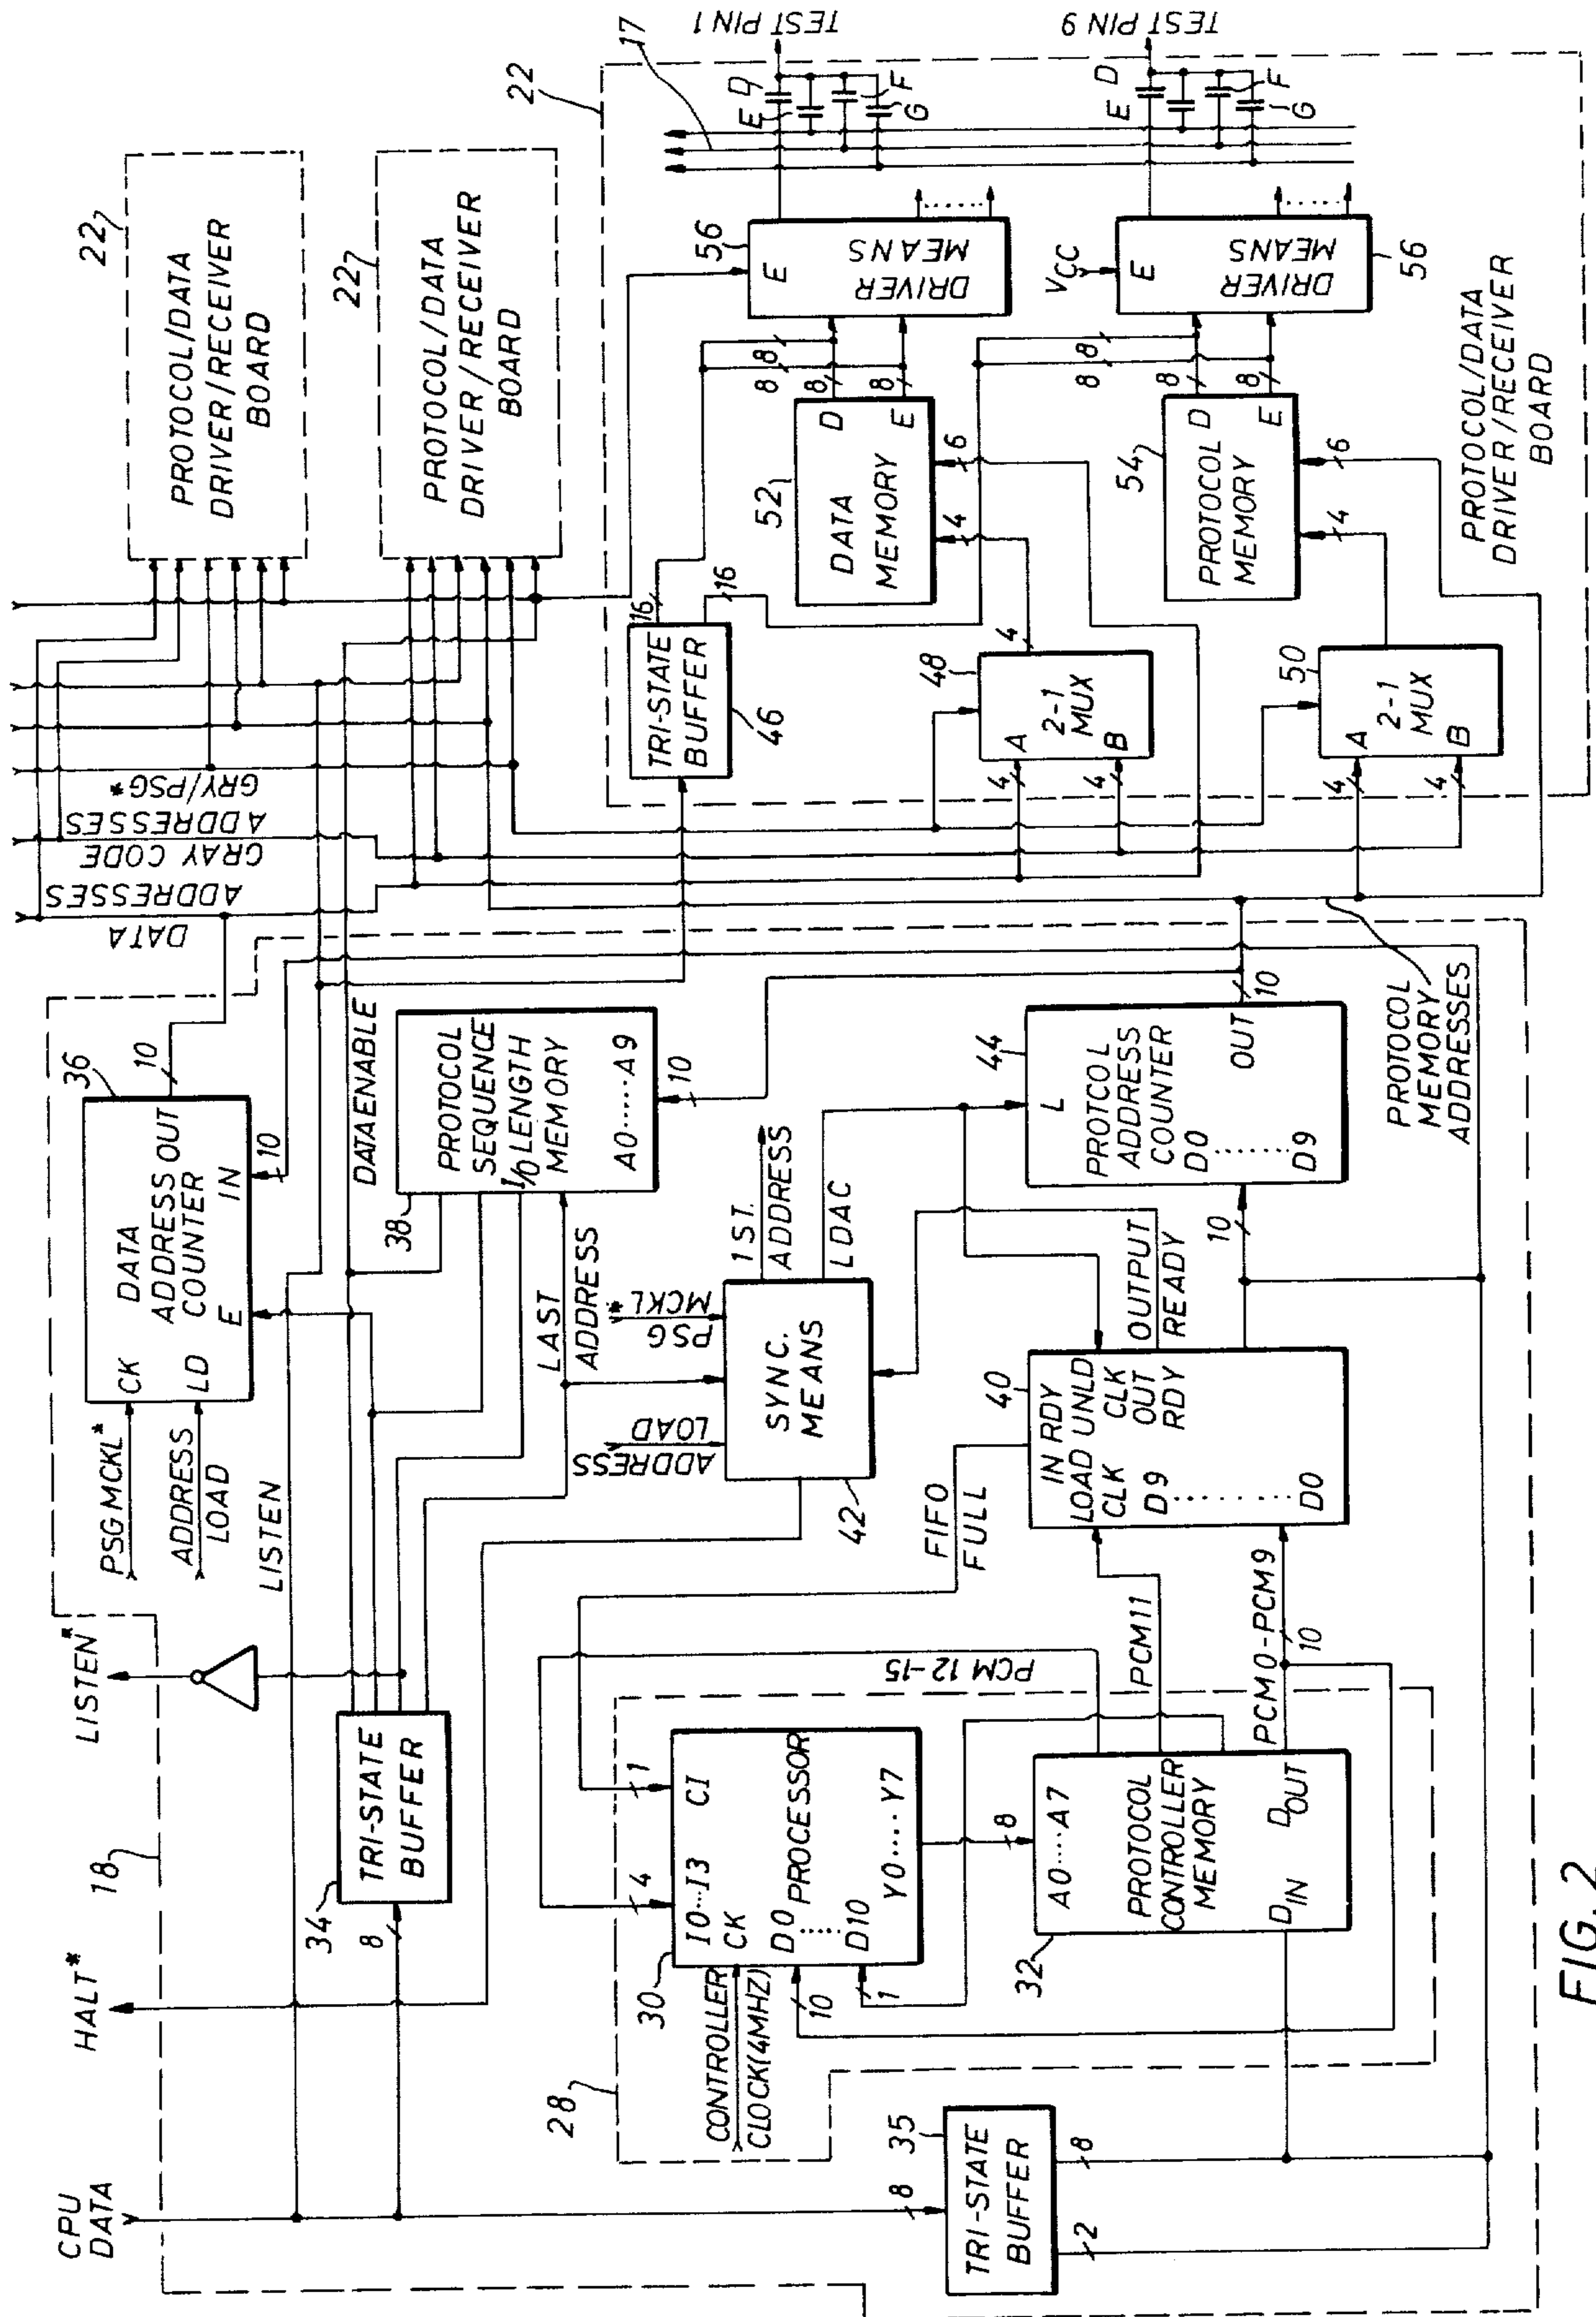 CPU
DATA
HALT*
LISTEN*
18
34
TRI-STATE
BUFFER
8
PSG MCKL*
ADDRESS
LOAD
LISTEN
36
CK
DATA
ADDRESS OUT
COUNTER
LD
E
IN
10
10
DATA ENABLE
38
PROTOCOL
SEQUENCE
I/O LENGTH
MEMORY
A0.....A9
10
LAST
ADDRESS
ADDRESS
LOAD
PSG
MCKL*
1ST.
ADDRESS
42
SYNC.
MEANS
LDAC
28
30
CONTROLLER
CLOCK(4MHZ)
I0...I3
CI
CK
D0
PROCESSOR
D10
Y0....Y7
4
1
10
1
8
PCM 12-15
32
A0....A7
PROTOCOL
CONTROLLER
MEMORY
DIN
DOUT
PCM11
PCM0-PCM9
10
35
TRI-STATE
BUFFER
8
8
2
FIFO
FULL
40
IN RDY
LOAD UNLD
CLK CLK
D9 OUT
RDY
D0
OUTPUT
READY
10
44
L
PROTCOL
ADDRESS
COUNTER
D0
D9
OUT
10
PROTOCOL
MEMORY
ADDRESSES
DATA
ADDRESSES
GRAY CODE
ADDRESSES
GRY/PSG*
22
PROTOCOL/DATA
DRIVER/RECEIVER
BOARD
22
PROTOCOL/DATA
DRIVER/RECEIVER
BOARD
22
TRI-STATE
BUFFER
46
16
16
48
A
2-1
MUX
B
4
4
4
50
A
2-1
MUX
B
4
4
52
DATA
MEMORY
D
E
4
6
8
8
8
8
54
PROTOCOL
MEMORY
D
E
4
6
8
8
8
8
56
E
DRIVER
MEANS
VCC
E
DRIVER
MEANS
56
17
TEST PIN 1
D
E
F
G
TEST PIN 9
D
E
F
G
PROTOCOL/DATA
DRIVER/RECEIVER
BOARD
FIG. 2